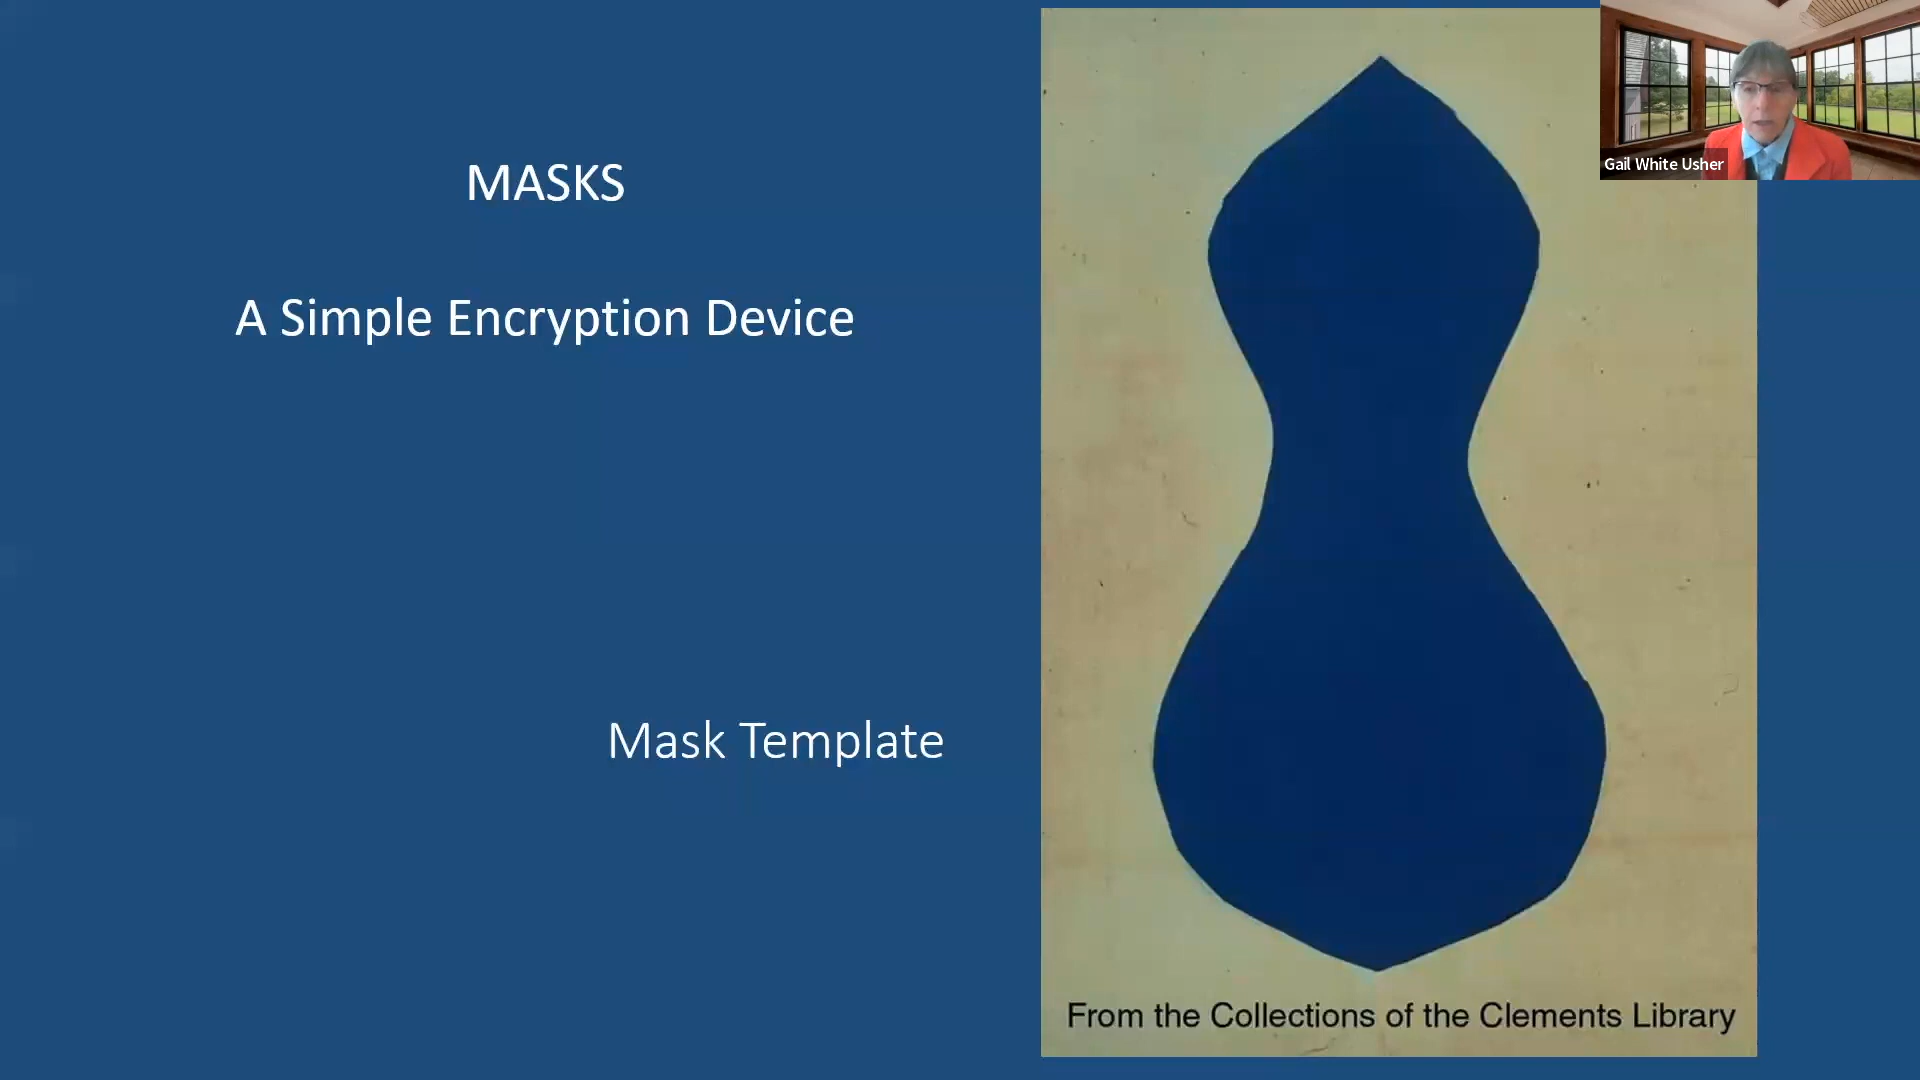 MASKS
A Simple Encryption Device
Mask Template
From the Collections of the Clements Library
Gail White Usher